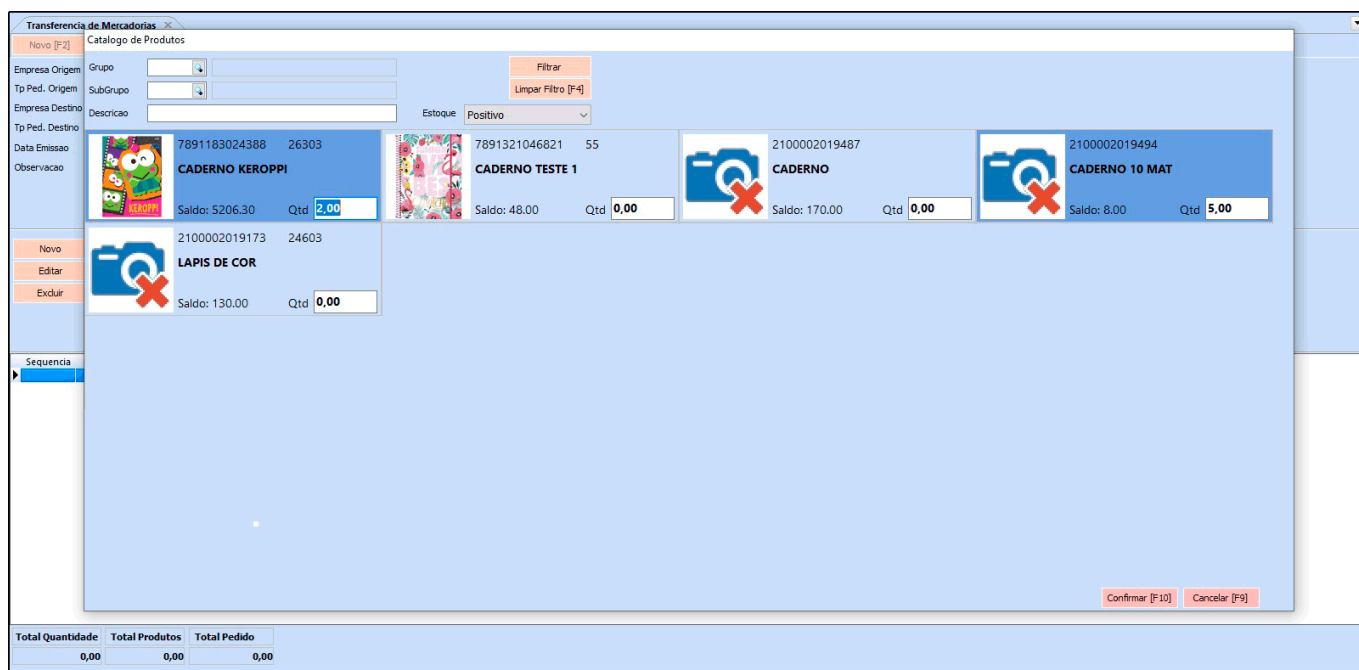 Transferencia de Mercadorias
Novo [F2]
Catalogo de Produtos
Empresa Origem
Tp Ped. Origem
Empresa Destino
Tp Ped. Destino
Data Emissao
Observacao
Grupo
Filtrar
SubGrupo
Limpar Filtro [F4]
Descricao
Estoque Positivo
7891183024388 26303
CADERNO KEROPPI
Saldo: 5206.30 Qtd 2,00
KEROPPI
7891321046821 55
CADERNO TESTE 1
Saldo: 48.00 Qtd 0,00
2100002019487
CADERNO
Saldo: 170.00 Qtd 0,00
2100002019494
CADERNO 10 MAT
Saldo: 8.00 Qtd 5,00
2100002019173 24603
LAPIS DE COR
Saldo: 130.00 Qtd 0,00
Novo
Editar
Excluir
Sequencia
Confirmar [F10] Cancelar [F9]
Total Quantidade Total Produtos Total Pedido
0,00 0,00 0,00